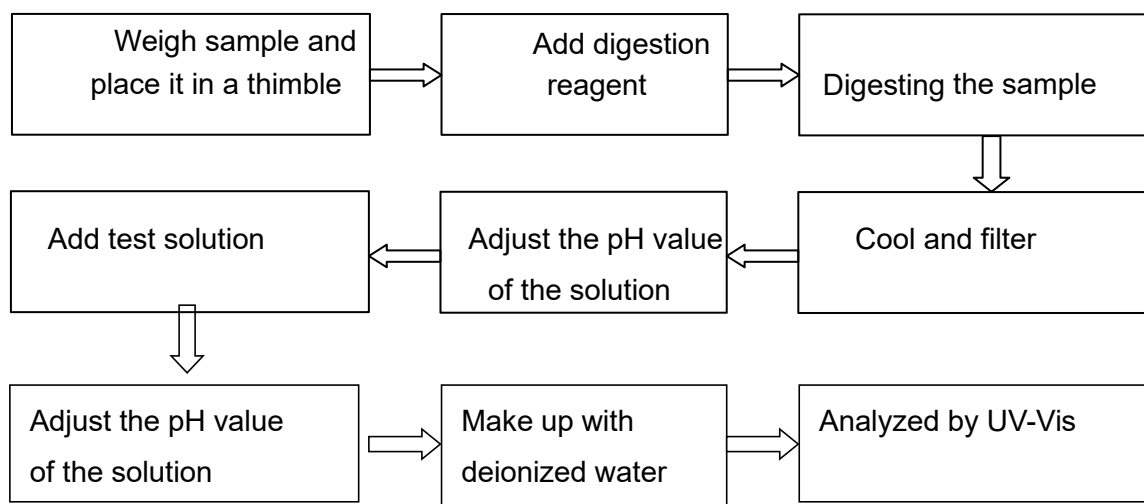 Weigh sample and
place it in a thimble
Add digestion
reagent
Digesting the sample
Cool and filter
Adjust the pH value
of the solution
Add test solution
Adjust the pH value
of the solution
Make up with
deionized water
Analyzed by UV-Vis